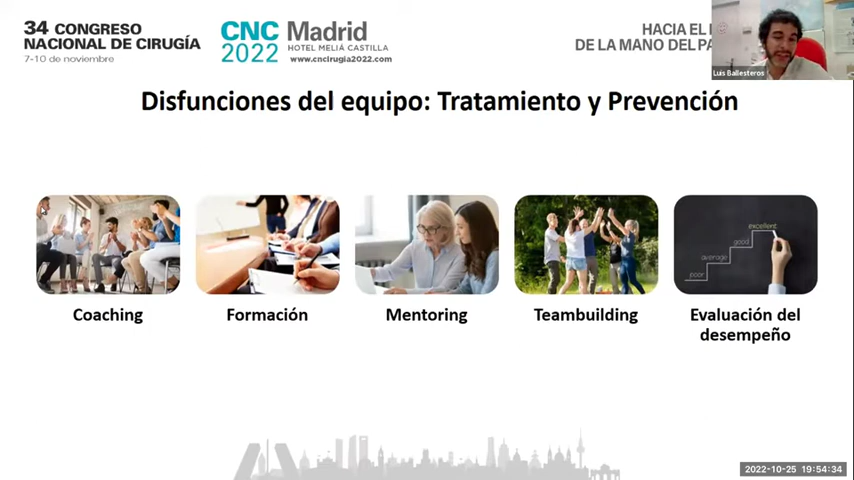 34 CONGRESO
NACIONAL DE CIRUGÍA
7-10 de noviembre
CNC
2022
Madrid
HOTEL MELIÁ CASTILLA
www.cncirugia2022.com
HACIA EL
DE LA MANO DEL PA
Luis Ballesteros
Disfunciones del equipo: Tratamiento y Prevención
poor
average
good
excellent
Coaching
Formación
Mentoring
Teambuilding
Evaluación del
desempeño
2022-10-25 19:54:34